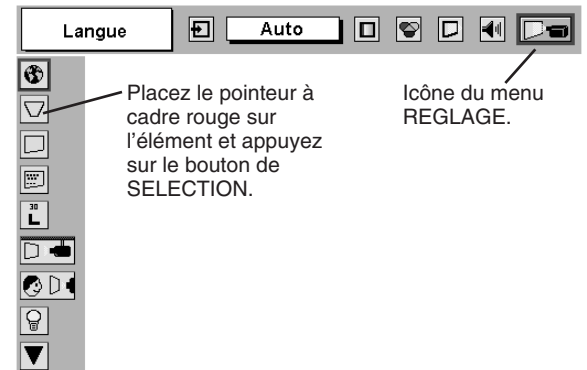 Langue
Auto
Placez le pointeur à
cadre rouge sur
l'élément et appuyez
sur le bouton de
SELECTION.
Icône du menu
REGLAGE.
30
L